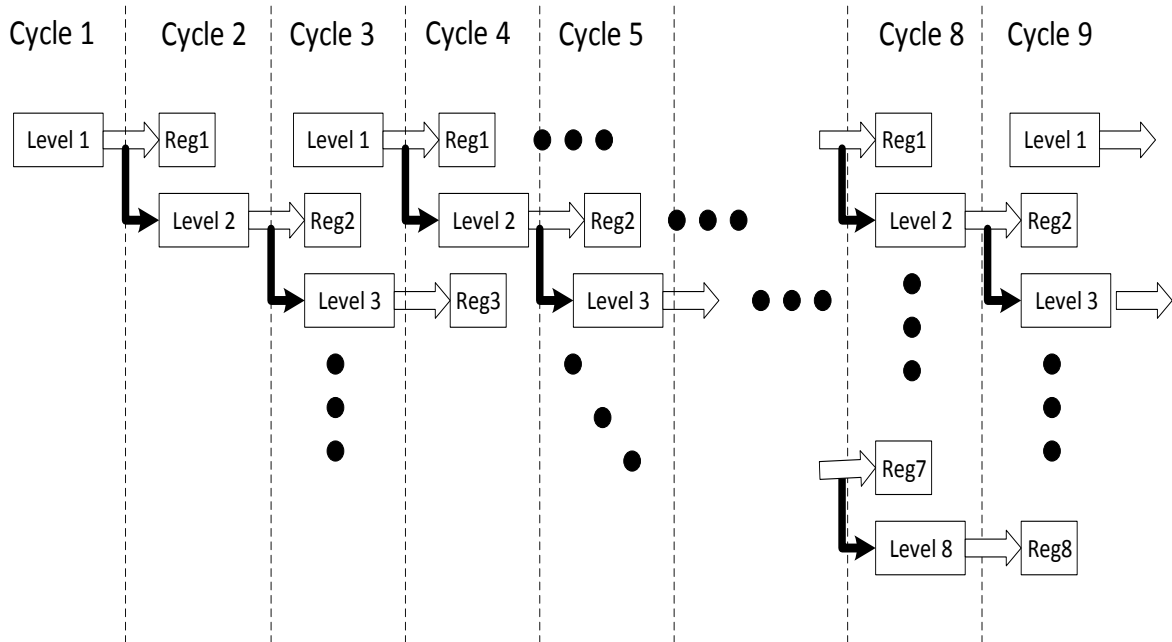 Cycle 1 Cycle 2 Cycle 3 Cycle 4 Cycle 5 Cycle 8 Cycle 9
Level 1 Reg1 Level 1 Reg1 Reg1 Level 1
Level 2 Reg2 Level 2 Reg2 Level 2 Reg2
Level 3 Reg3 Level 3 Level 3
Reg7
Level 8 Reg8